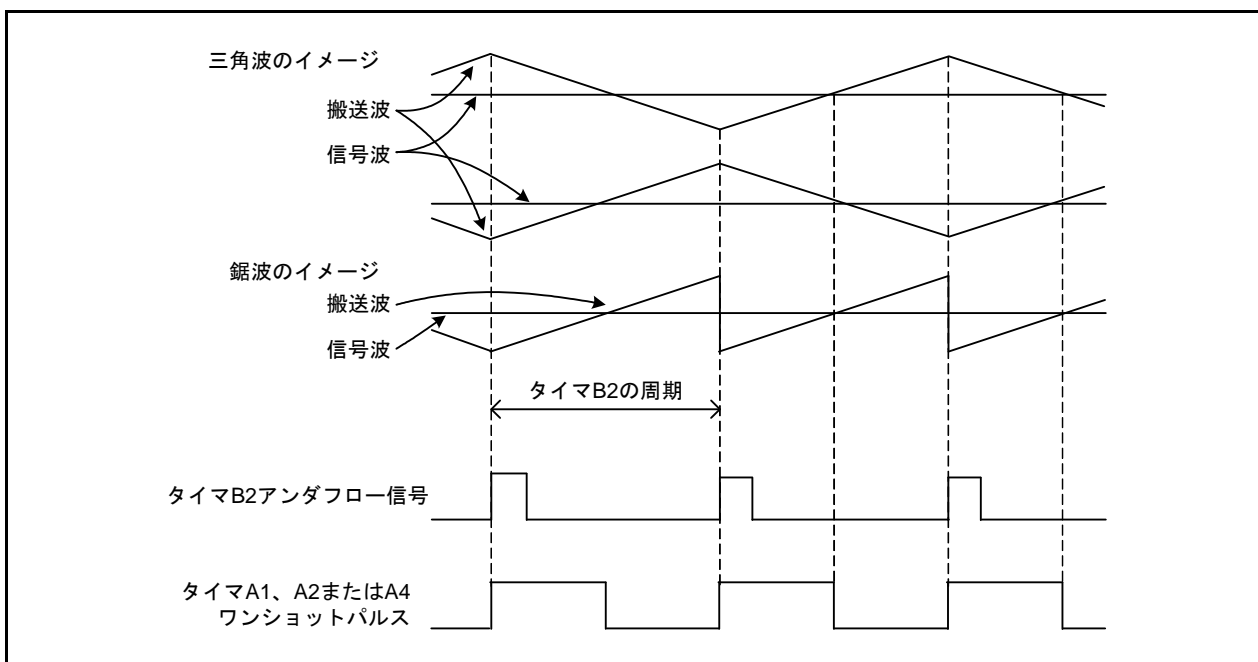 三角波のイメージ
搬送波
信号波
鋸波のイメージ
搬送波
信号波
タイマB2の周期
タイマB2アンダフロー信号
タイマA1、A2またはA4
ワンショットパルス